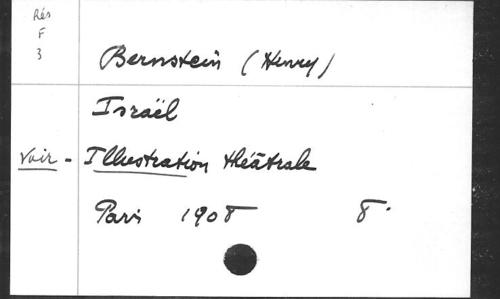 Rés
F
3
Bernstein (Henry)
Israël
Voir - Illustration théâtrale
Paris 1908 8°